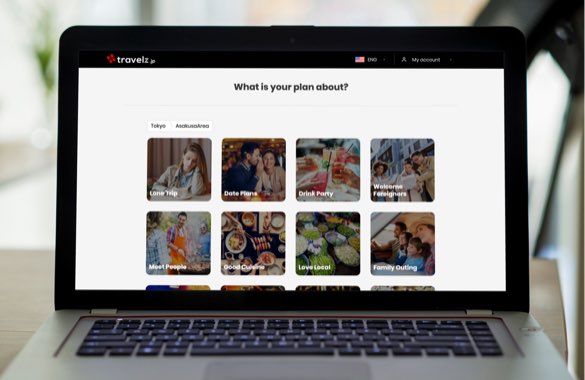 travelz.jp
ENG
My account
What is your plan about?
Tokyo
AsakusaArea
Lone Trip
Date Plans
Drink Party
Welcome
Foreigners
Meet People
Good Cuisine
Love Local
Family Outing